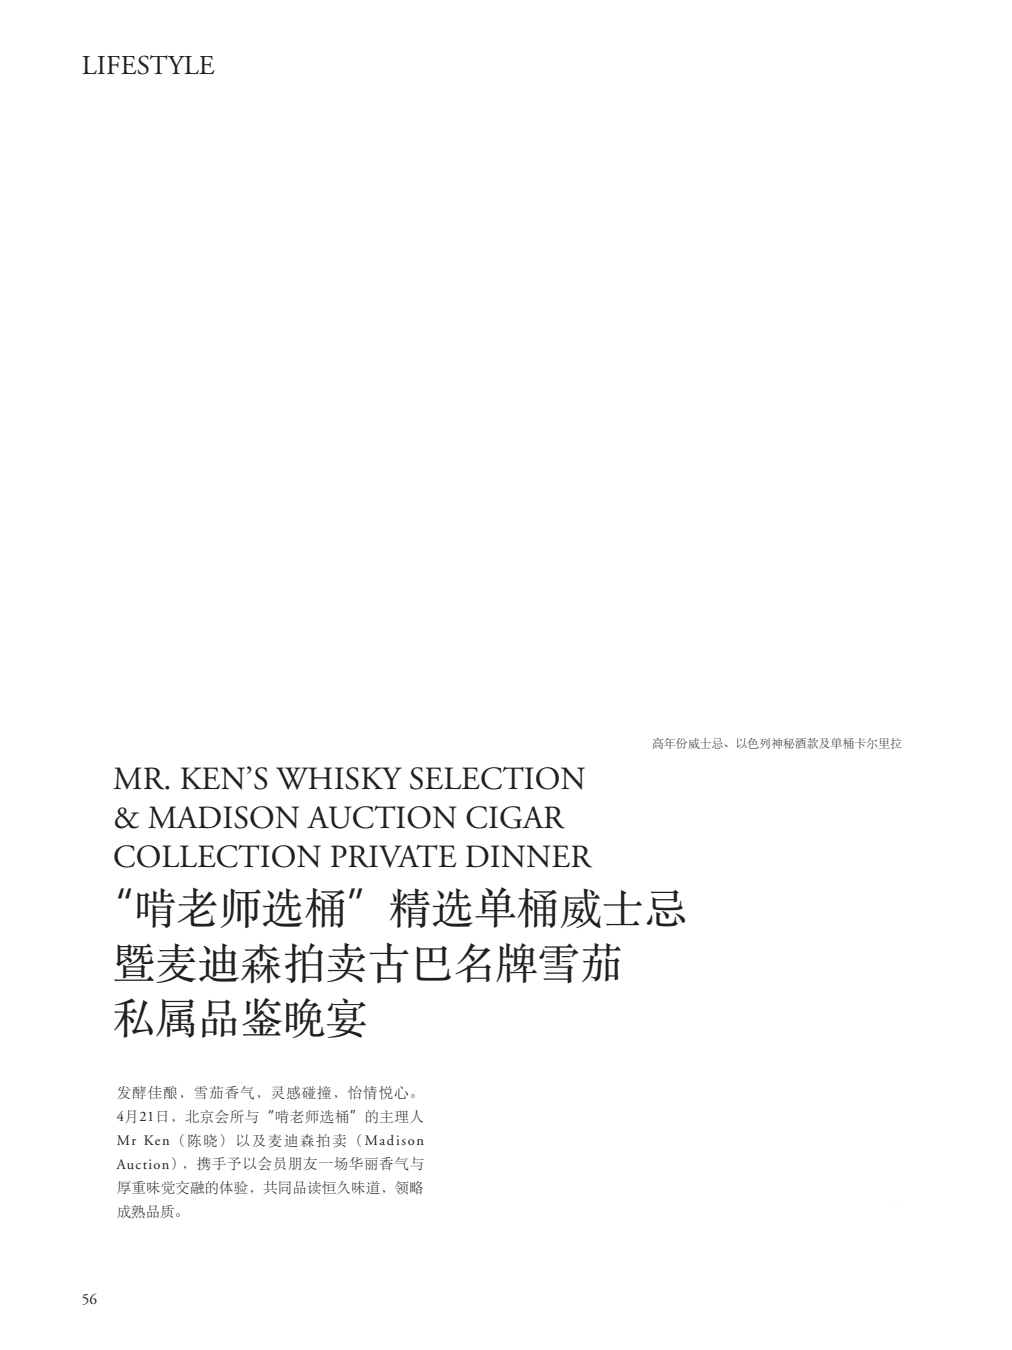 LIFESTYLE
高年份威士忌、以色列神秘酒款及单桶卡尔里拉
MR. KEN’S WHISKY SELECTION
& MADISON AUCTION CIGAR
COLLECTION PRIVATE DINNER
“啃老师选桶”精选单桶威士忌
暨麦迪森拍卖古巴名牌雪茄
私属品鉴晚宴
发酵佳酿，雪茄香气，灵感碰撞，怡情悦心。
4月21日，北京会所与“啃老师选桶”的主理人
Mr Ken（陈晓）以及麦迪森拍卖（Madison
Auction），携手予以会员朋友一场华丽香气与
厚重味觉交融的体验，共同品读恒久味道，领略
成熟品质。
56